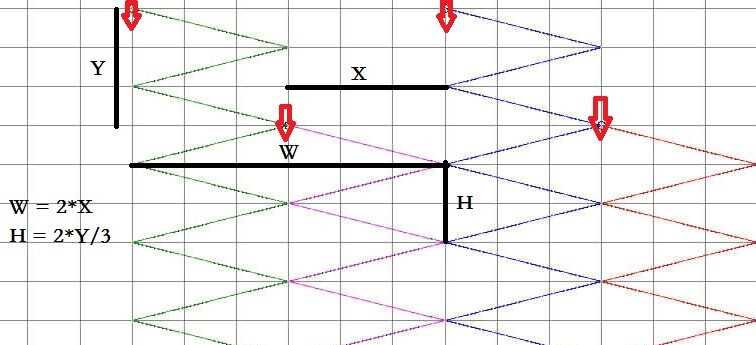 Y
X
W
H
W = 2*X
H = 2*Y/3